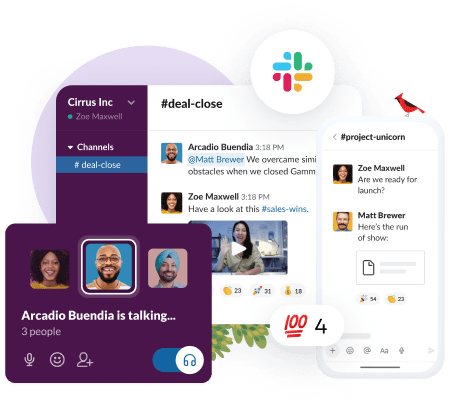 Cirrus Inc
Zoe Maxwell
Channels
# deal-close
#deal-close
Arcadio Buendia 3:18 PM
@Matt Brewer We overcame simi
obstacles when we closed Gamm
Zoe Maxwell 3:18 PM
Have a look at this #sales-wins.
23
31
18
Arcadio Buendia is talking...
3 people
100 4
#project-unicorn
Zoe Maxwell
Are we ready for
launch?
Matt Brewer
Here's the run
of show:
54
23
Aa